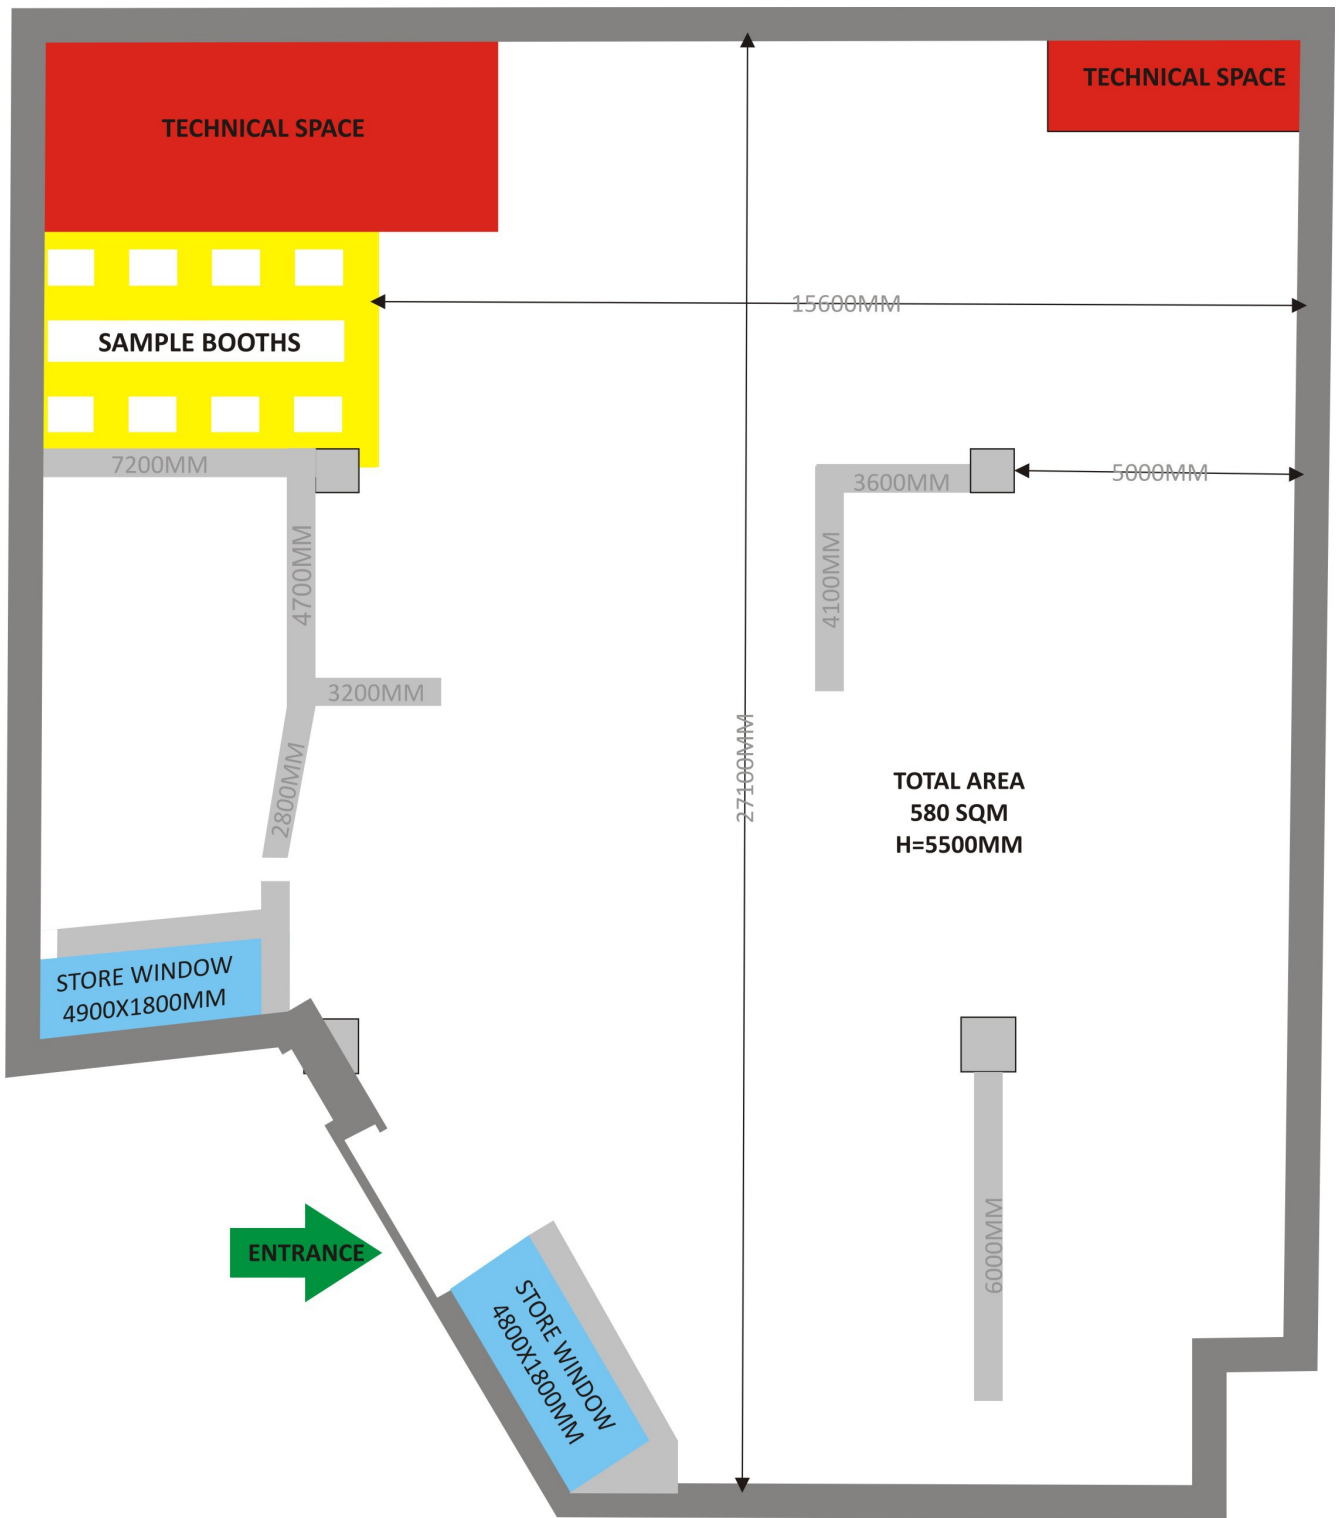 TECHNICAL SPACE
TECHNICAL SPACE
15600MM
SAMPLE BOOTHS
7200MM
3600MM
5000MM
4700MM
4100MM
3200MM
2800MM
27100MM
TOTAL AREA
580 SQM
H=5500MM
STORE WINDOW
4900X1800MM
ENTRANCE
6000MM
STORE WINDOW
4800X1800MM